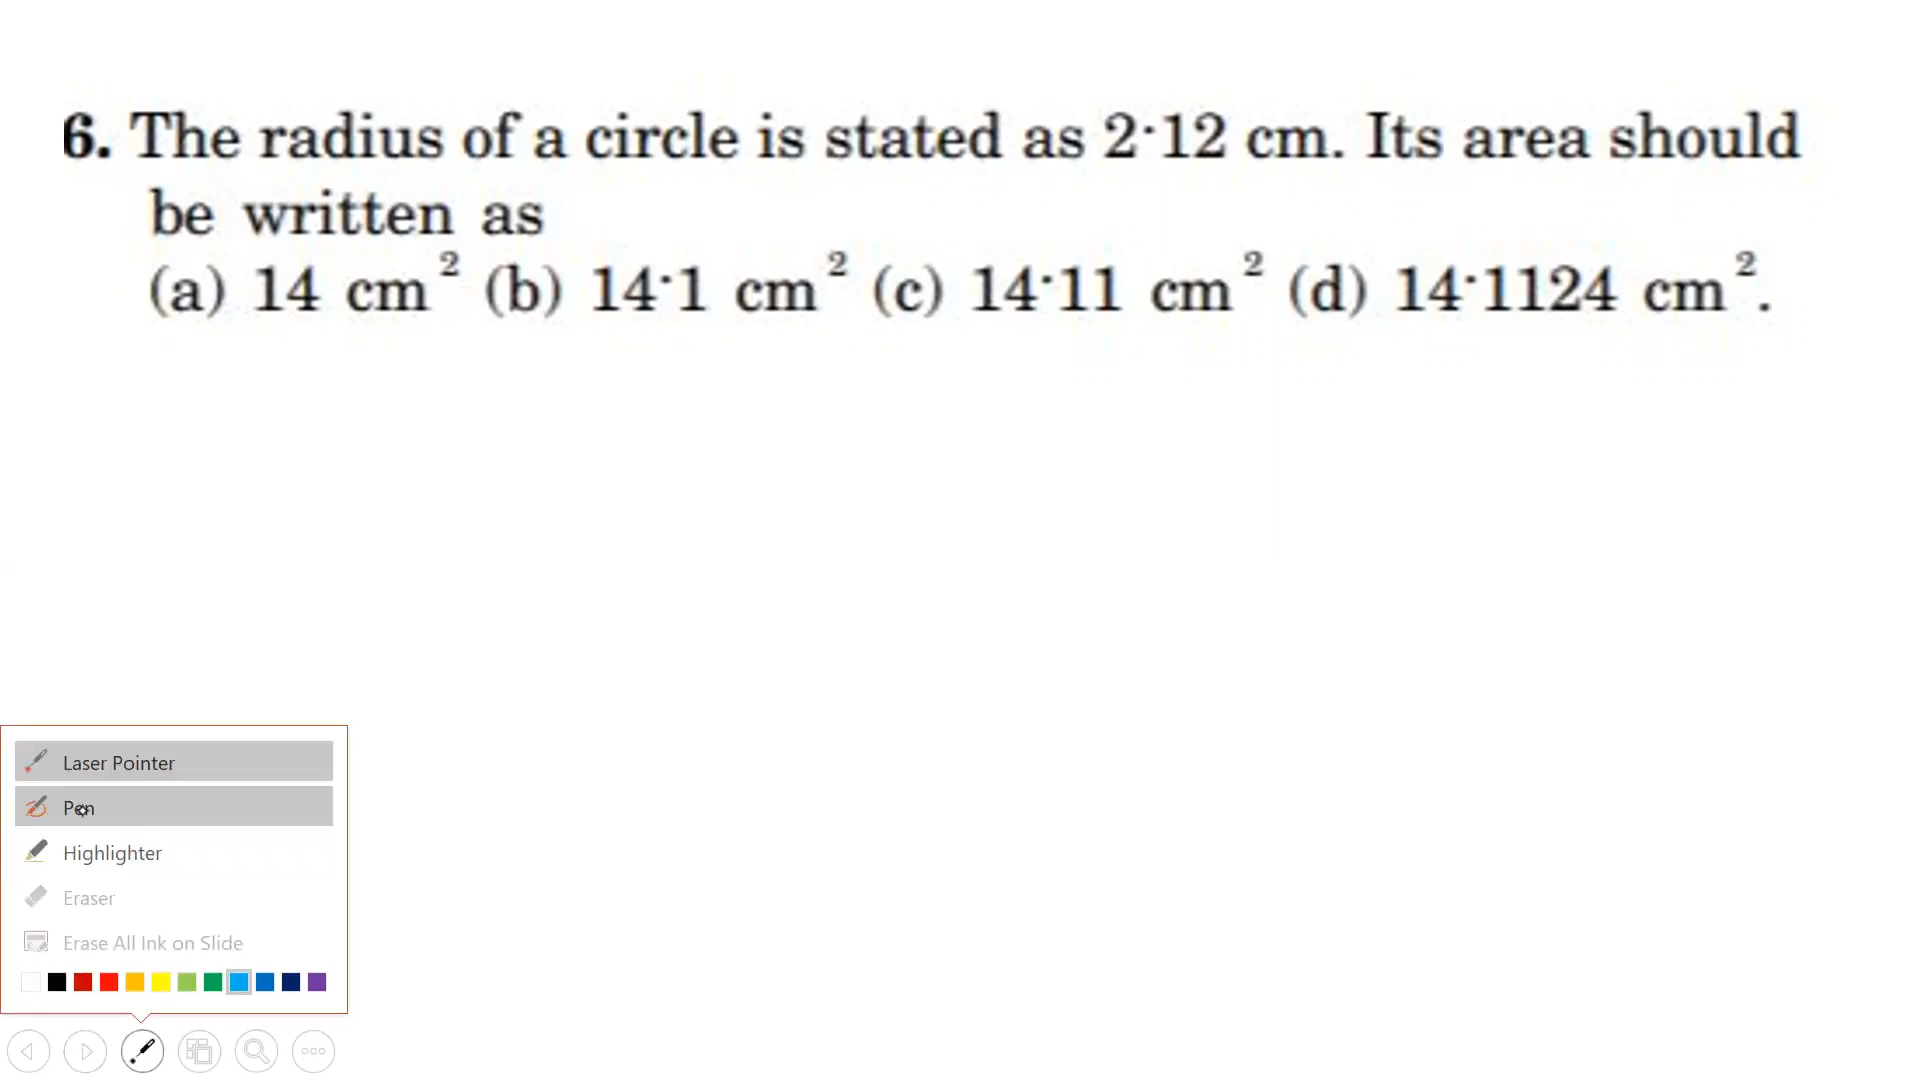 6. The radius of a circle is stated as 2·12 cm. Its area should
be written as
(a) 14 cm² (b) 14·1 cm² (c) 14·11 cm² (d) 14·1124 cm².
Laser Pointer
Pen
Highlighter
Eraser
Erase All Ink on Slide